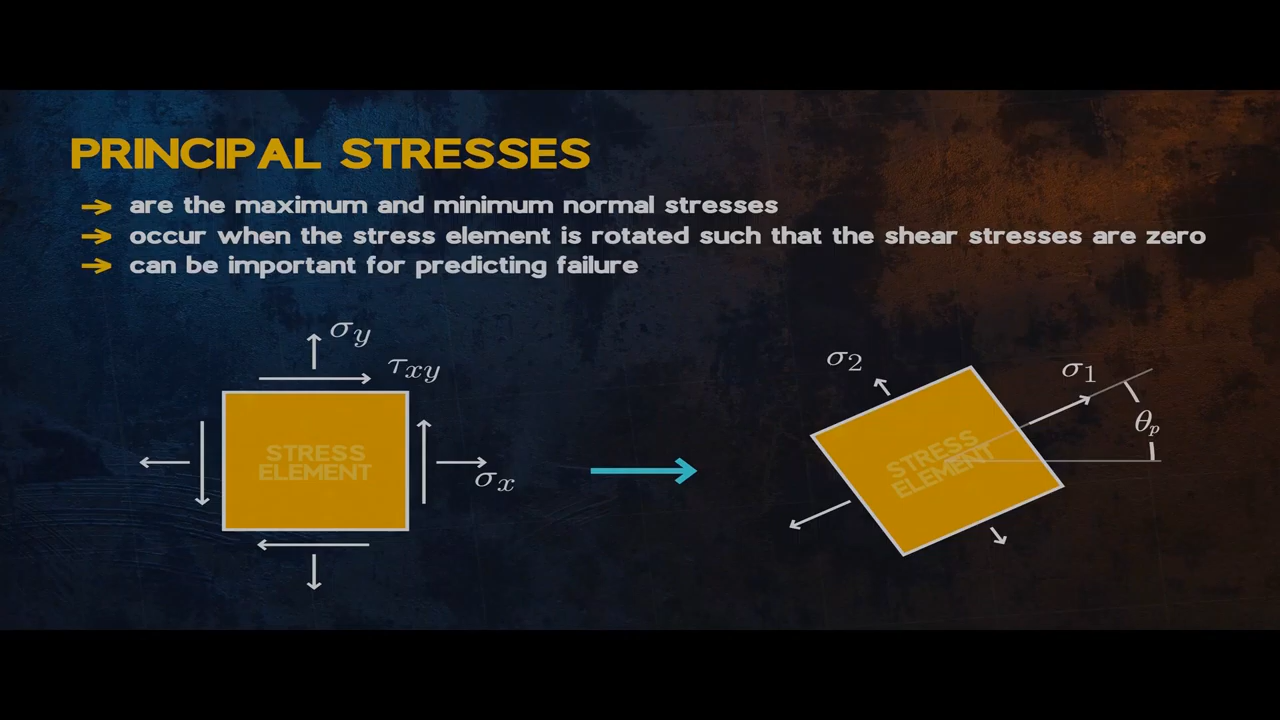 PRINCIPAL STRESSES
→ are the maximum and minimum normal stresses
→ occur when the stress element is rotated such that the shear stresses are zero
→ can be important for predicting failure
σy
τxy
STRESS
ELEMENT
σx
σ2
σ1
θp
STRESS
ELEMENT